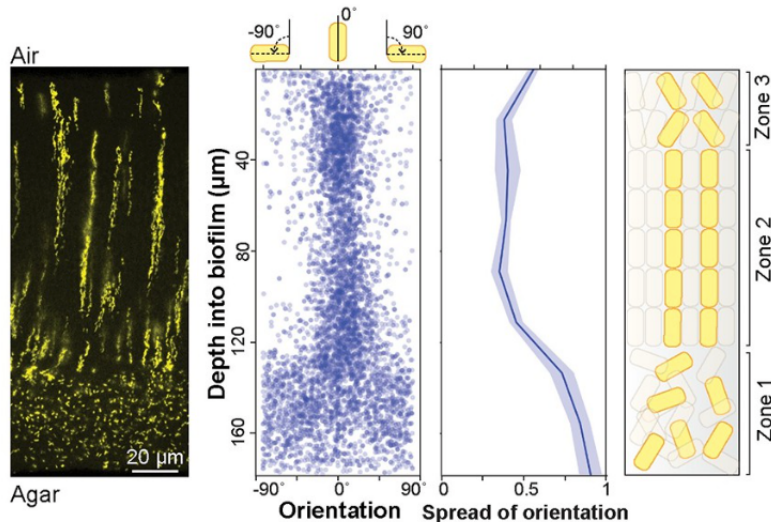 Air
20 µm
Agar
-90°
0°
90°
Depth into biofilm (µm)
40
80
120
160
-90°
0°
90°
Orientation
0
0.5
1
Spread of orientation
Zone 3
Zone 2
Zone 1